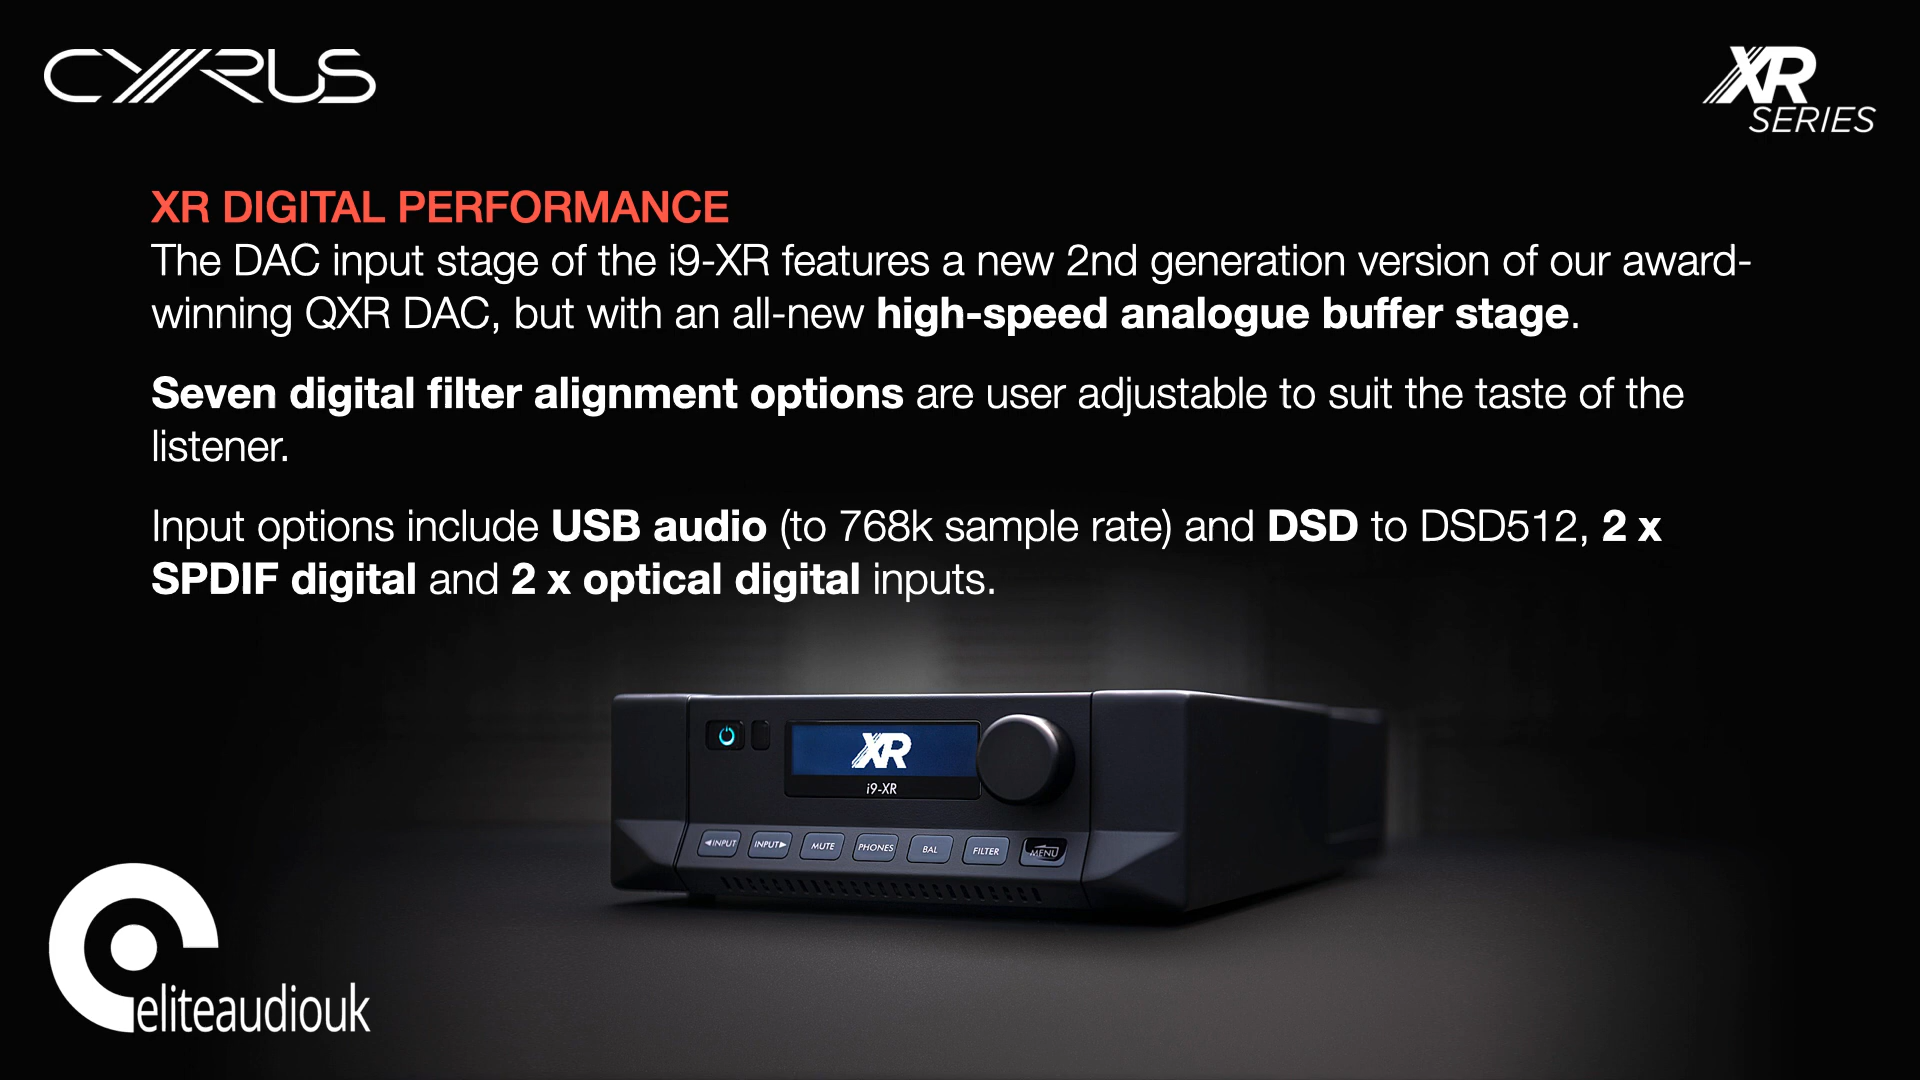 CYRUS
XR
SERIES
XR DIGITAL PERFORMANCE
The DAC input stage of the i9-XR features a new 2nd generation version of our award-
winning QXR DAC, but with an all-new high-speed analogue buffer stage.
Seven digital filter alignment options are user adjustable to suit the taste of the
listener.
Input options include USB audio (to 768k sample rate) and DSD to DSD512, 2 x
SPDIF digital and 2 x optical digital inputs.
XR
i9-XR
◀INPUT INPUT▶ MUTE PHONES BAL FILTER MENU
eliteaudiouk